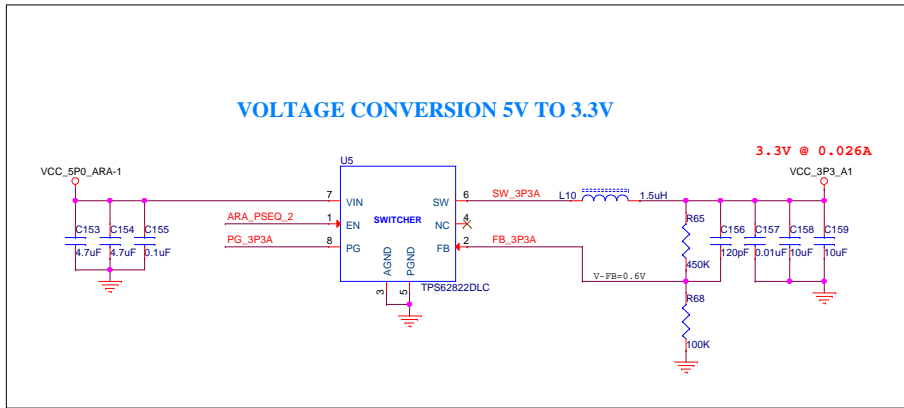 VOLTAGE CONVERSION 5V TO 3.3V
3.3V @ 0.026A
VCC_5P0_ARA-1
U5
VCC_3P3_A1
7
VIN
SW
6
SW_3P3A
L10
1.5uH
ARA_PSEQ_2
1
EN
SWITCHER
NC
4
R65
C153
C154
C155
PG_3P3A
8
PG
FB
2
FB_3P3A
C156
C157
C158
C159
4.7uF
4.7uF
0.1uF
450K
120pF
0.01uF
10uF
10uF
AGND
PGND
V-FB=0.6V
3
5
TPS62822DLC
R68
100K